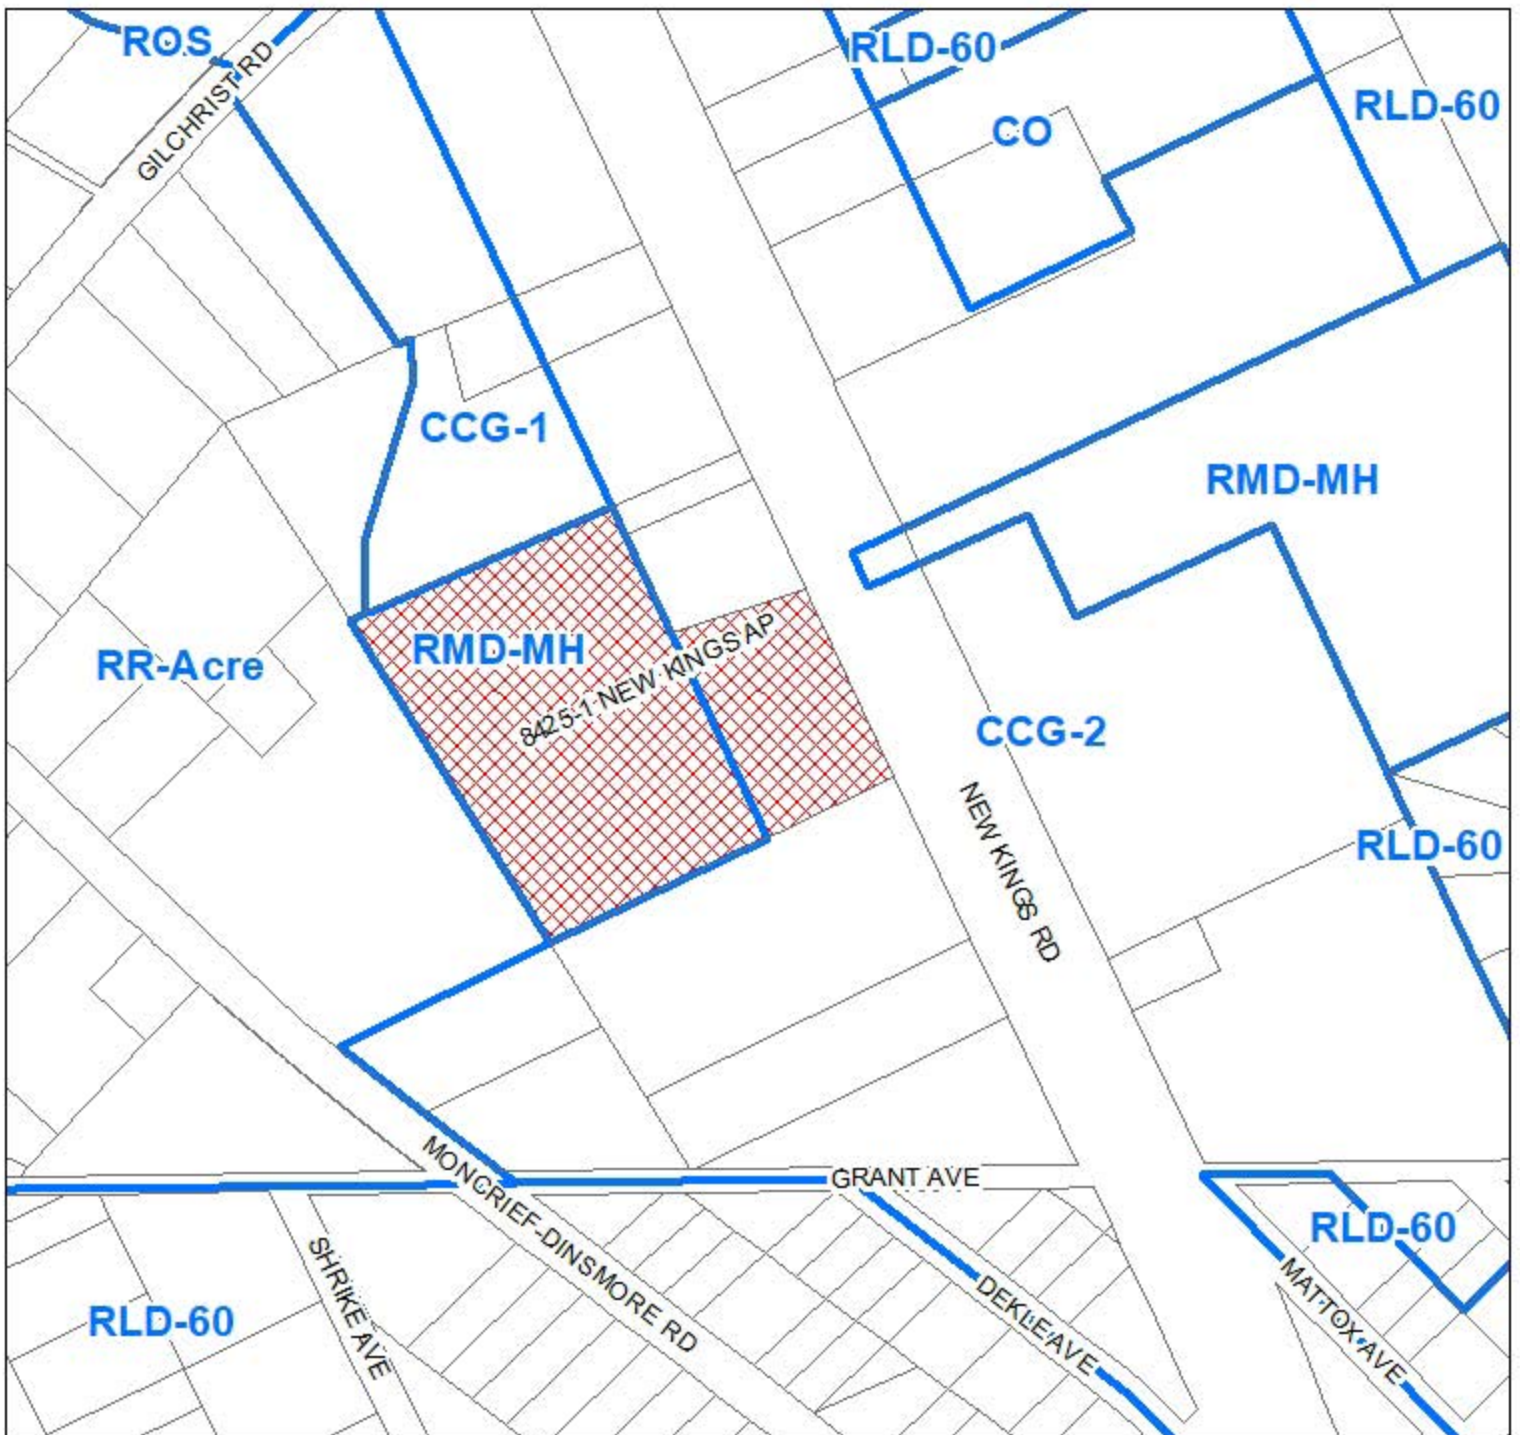 ROS
GILCHRIST RD
RLD-60
CO
RLD-60
CCG-1
RMD-MH
RR-Acre
RMD-MH
8425-1 NEW KINGS AP
CCG-2
NEW KINGS RD
RLD-60
MONCRIEF-DINSMORE RD
GRANT AVE
RLD-60
SHRIKE AVE
DEKLE AVE
MATTOX AVE
RLD-60